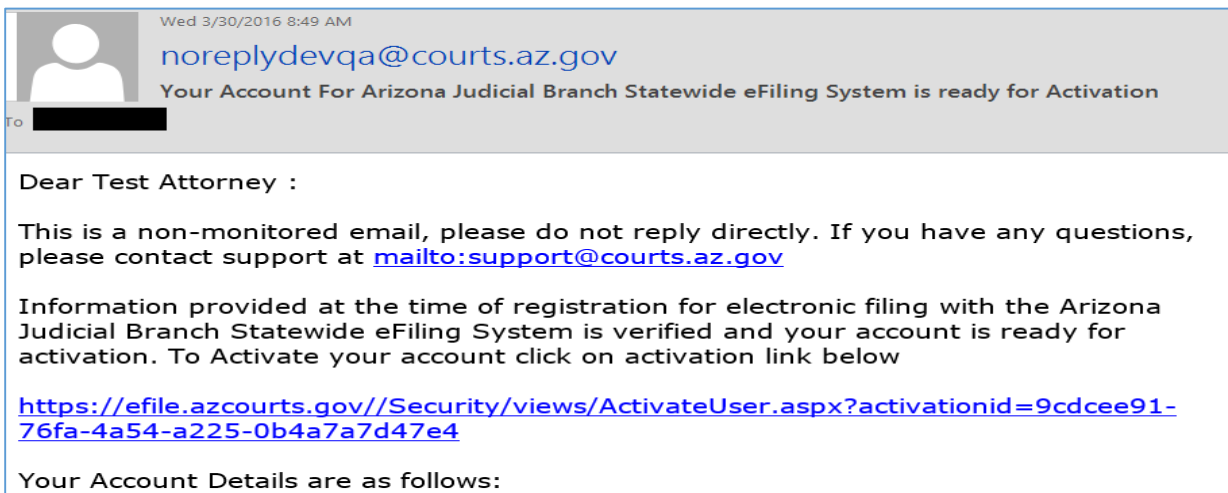 Wed 3/30/2016 8:49 AM
noreplydevqa@courts.az.gov
Your Account For Arizona Judicial Branch Statewide eFiling System is ready for Activation
To
Dear Test Attorney :
This is a non-monitored email, please do not reply directly. If you have any questions,
please contact support at mailto:support@courts.az.gov
Information provided at the time of registration for electronic filing with the Arizona
Judicial Branch Statewide eFiling System is verified and your account is ready for
activation. To Activate your account click on activation link below
https://efile.azcourts.gov//Security/views/ActivateUser.aspx?activationid=9cdcee91-
76fa-4a54-a225-0b4a7a7d47e4
Your Account Details are as follows: